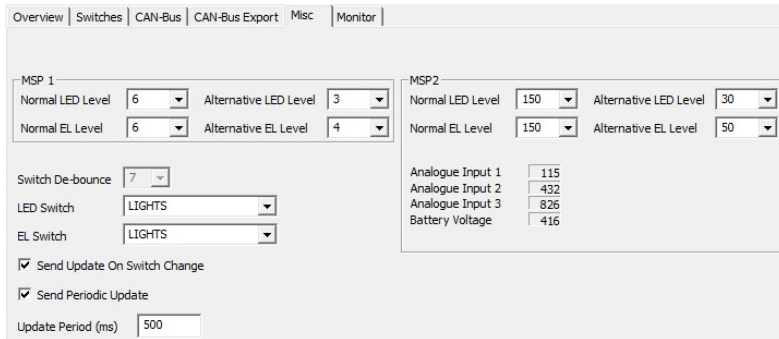 Overview Switches CAN-Bus CAN-Bus Export Misc Monitor
MSP 1
Normal LED Level 6 Alternative LED Level 3
Normal EL Level 6 Alternative EL Level 4
MSP2
Normal LED Level 150 Alternative LED Level 30
Normal EL Level 150 Alternative EL Level 50
Analogue Input 1 115
Analogue Input 2 432
Analogue Input 3 826
Battery Voltage 416
Switch De-bounce 7
LED Switch LIGHTS
EL Switch LIGHTS
Send Update On Switch Change
Send Periodic Update
Update Period (ms) 500